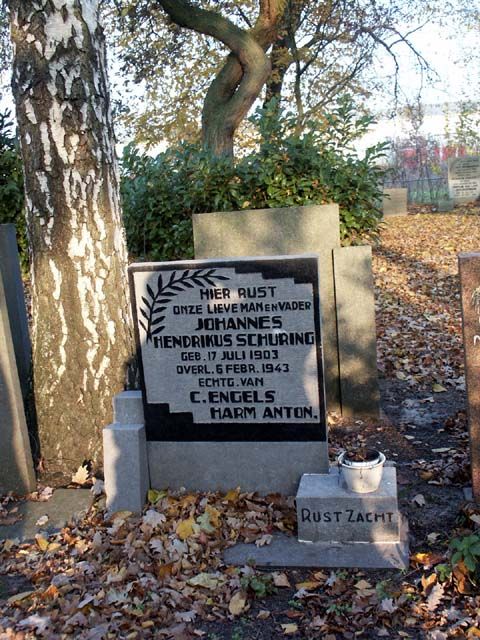 HIER RUST
ONZE LIEVE MAN EN VADER
JOHANNES
HENDRIKUS SCHURING
GEB. 17 JULI 1903
OVERL. 6 FEBR. 1943
ECHTG. VAN
C. ENGELS
HARM ANTON.
RUST ZACHT